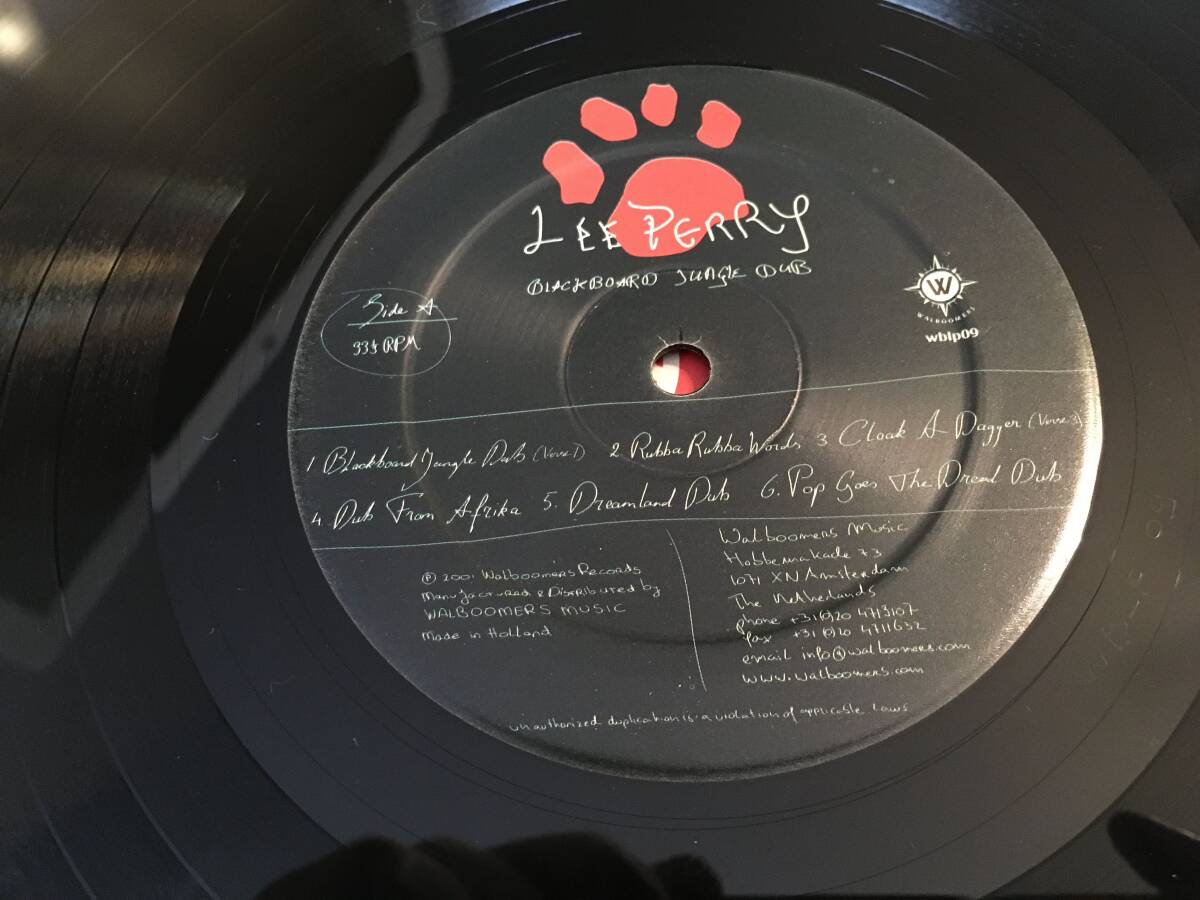 LEE PERRY
BLACKBOARD JUNGLE DUB
Side A
33⅓ RPM
W
WALBOOMERS
wblp09
1 Blackboard Jungle Dub (Verse 1) 2 Rubba Rubba Words 3 Cloak A Dagger (Verse 3)
4. Dub From Afrika 5. Dreamland Dub 6. Pop Goes The Dread Dub
℗ 2001 Walboomers Records
Manufactured & Distributed by
WALBOOMERS MUSIC
Made in Holland
Walboomers Music
Hobbemakade 73
1071 XN Amsterdam
The Netherlands
phone +31(0)20 4713107
fax +31(0)20 4711632
email info@walboomers.com
www.walboomers.com
unauthorized duplication is a violation of applicable laws